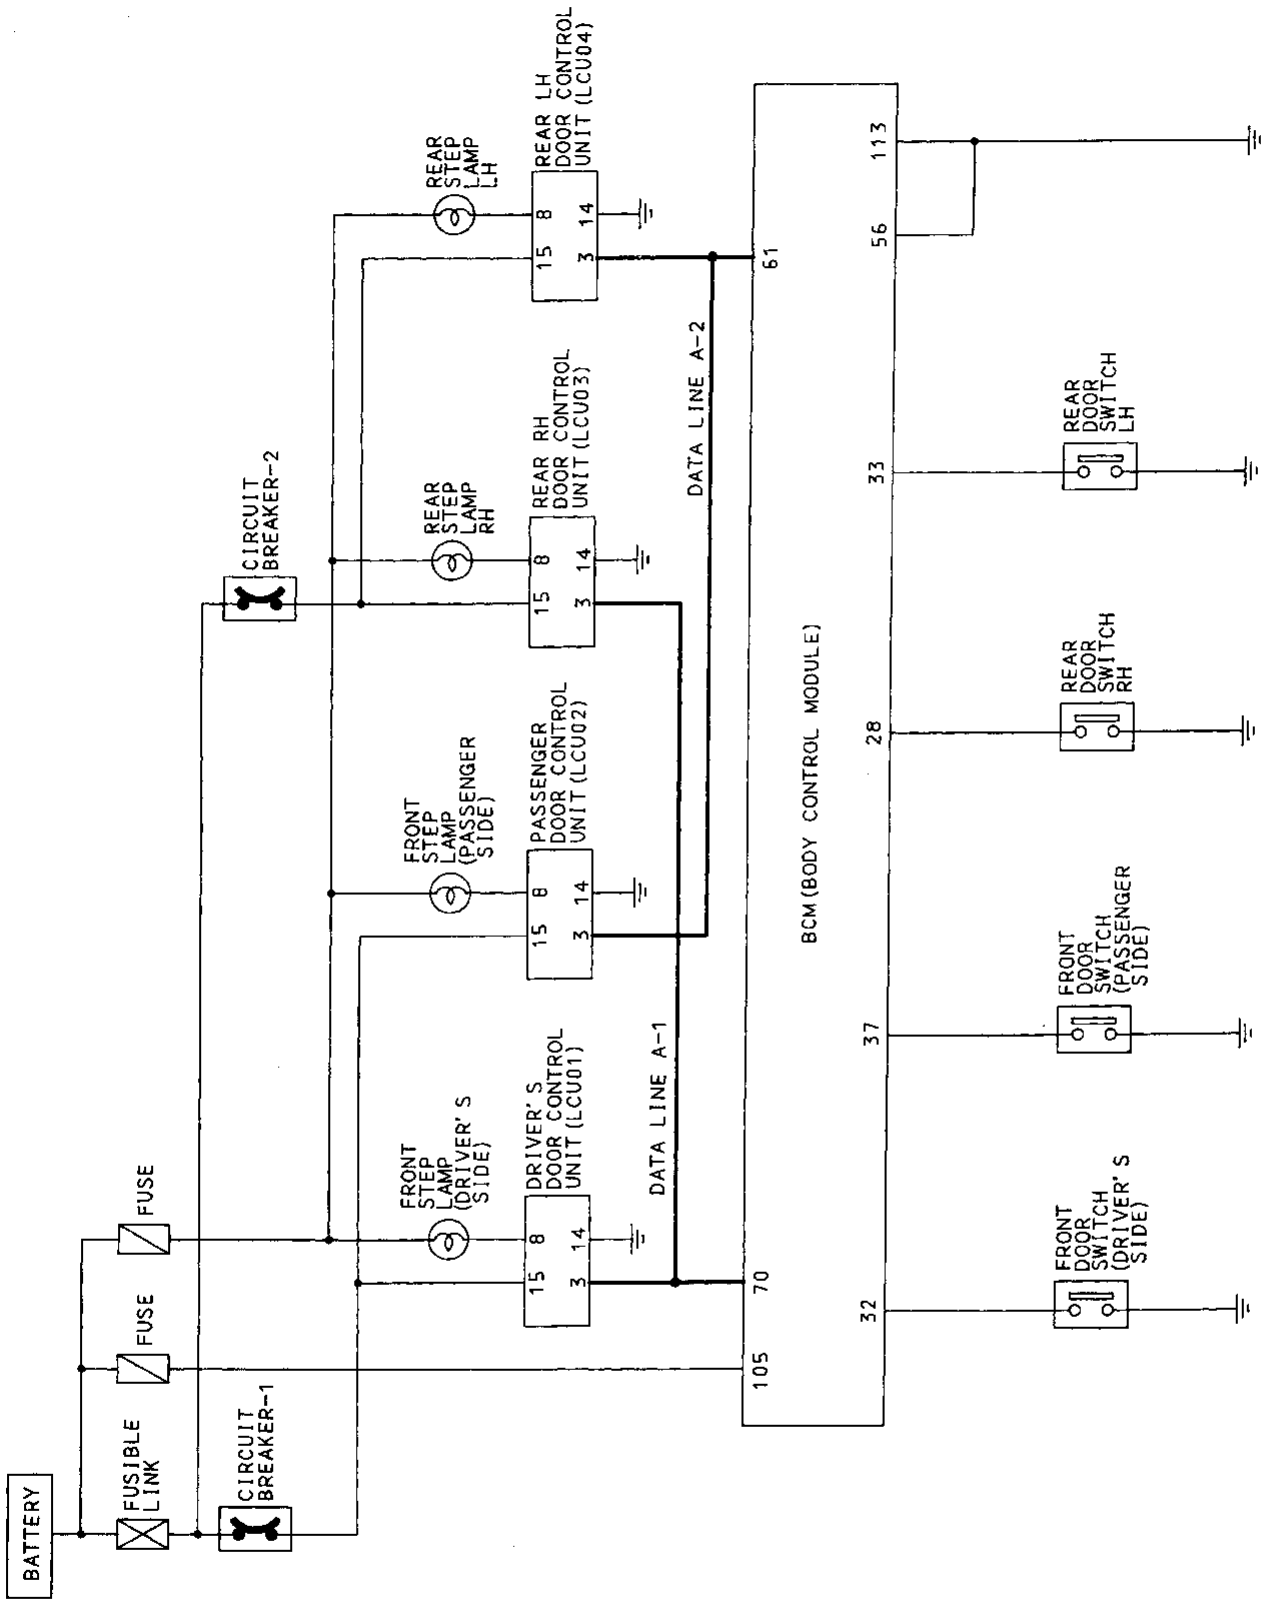 BATTERY
FUSIBLE
LINK
FUSE
FUSE
CIRCUIT
BREAKER-1
CIRCUIT
BREAKER-2
FRONT
STEP
LAMP
(DRIVER'S
SIDE)
FRONT
STEP
LAMP
(PASSENGER
SIDE)
REAR
STEP
LAMP
RH
REAR
STEP
LAMP
LH
DRIVER'S
DOOR CONTROL
UNIT(LCU01)
15
8
3
14
PASSENGER
DOOR CONTROL
UNIT(LCU02)
15
8
3
14
REAR RH
DOOR CONTROL
UNIT(LCU03)
15
8
3
14
REAR LH
DOOR CONTROL
UNIT(LCU04)
15
8
3
14
DATA LINE A-1
DATA LINE A-2
105
70
61
BCM(BODY CONTROL MODULE)
32
37
28
33
56
113
FRONT
DOOR
SWITCH
(DRIVER'S
SIDE)
FRONT
DOOR
SWITCH
(PASSENGER
SIDE)
REAR
DOOR
SWITCH
RH
REAR
DOOR
SWITCH
LH